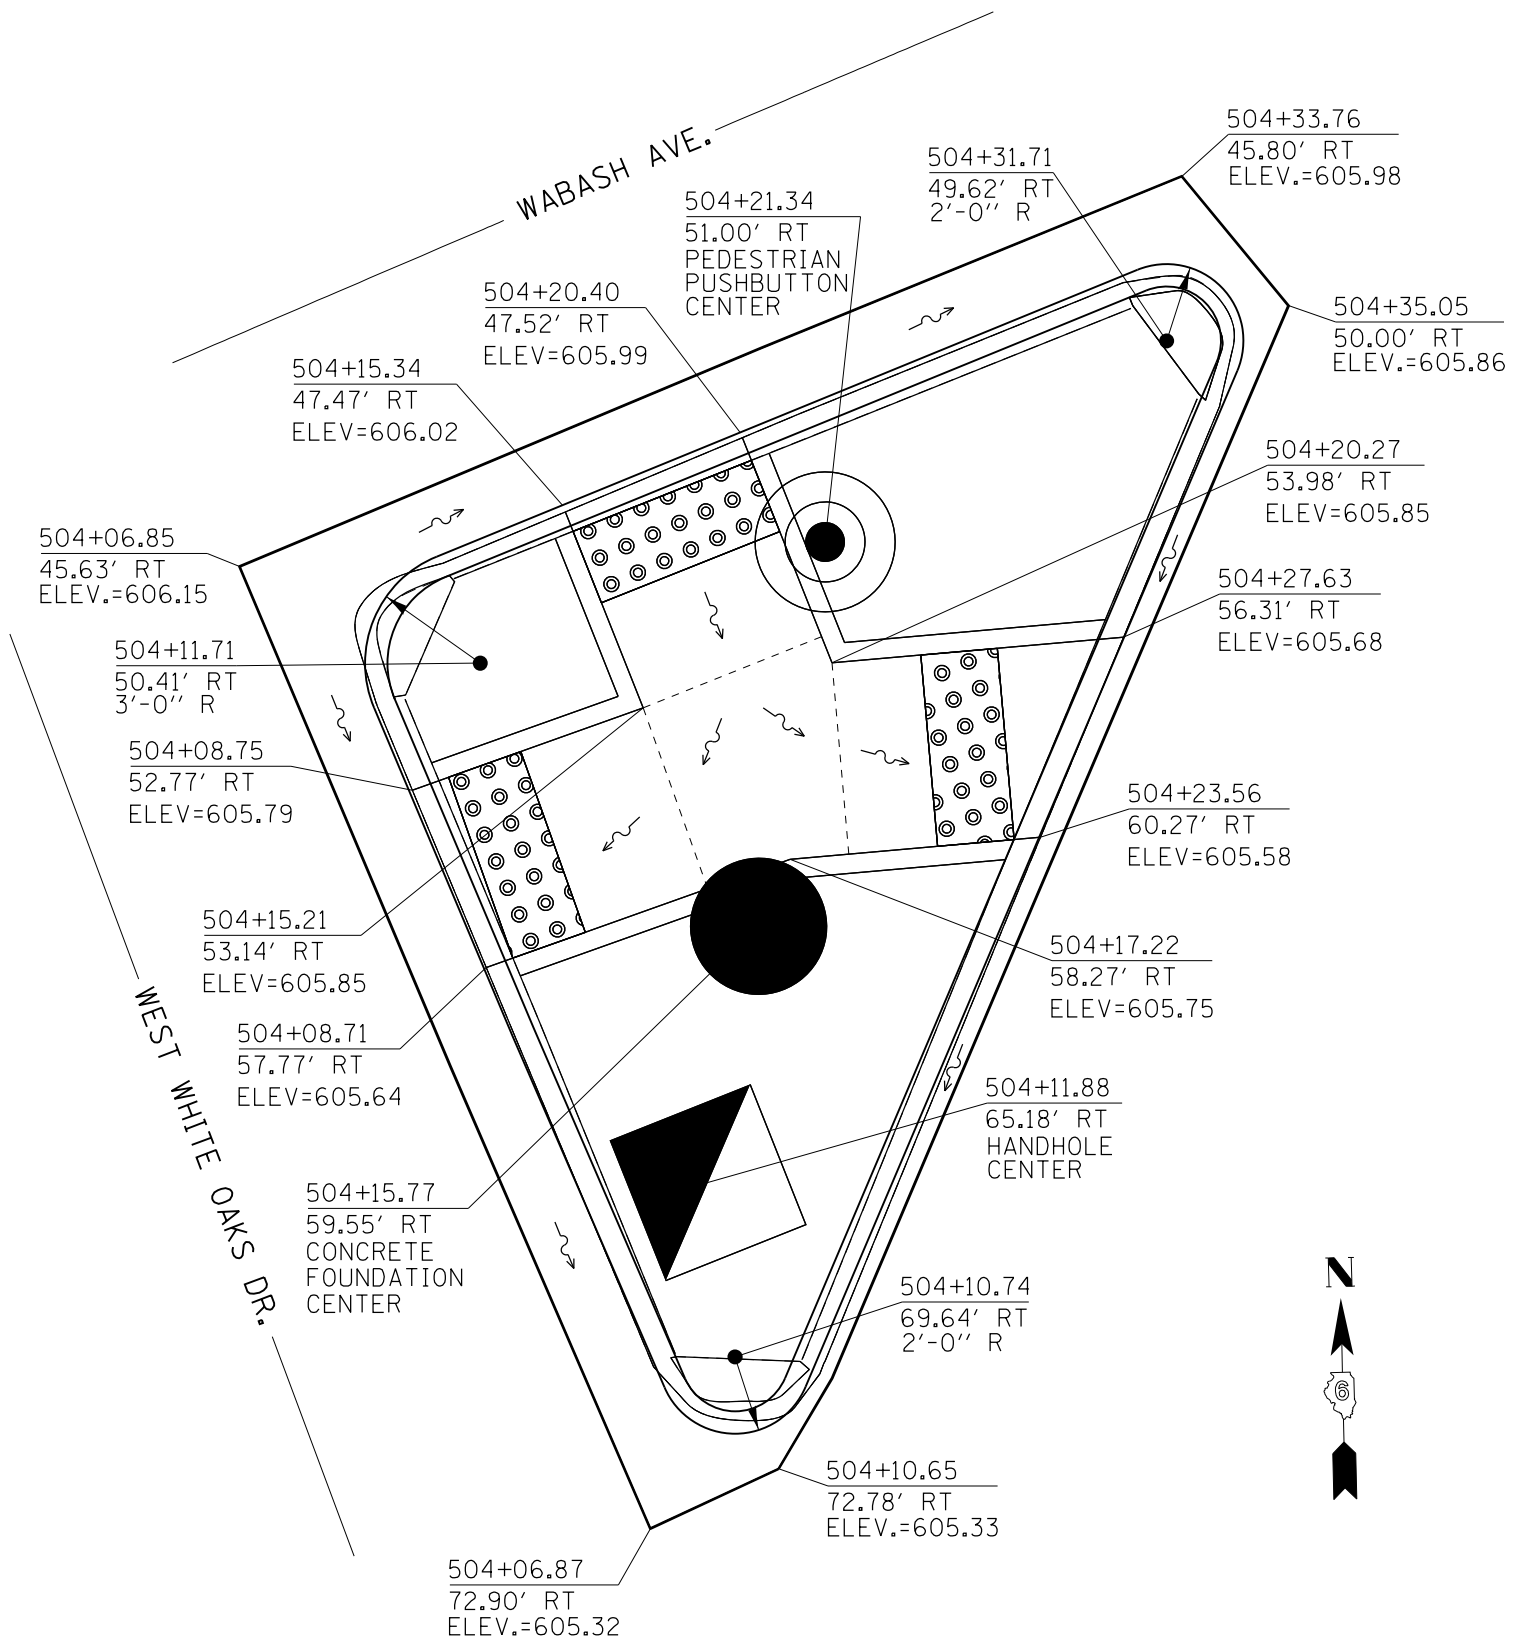 WABASH AVE.
504+33.76
45.80' RT
ELEV.=605.98
504+31.71
49.62' RT
2'-0'' R
504+21.34
51.00' RT
PEDESTRIAN
PUSHBUTTON
CENTER
504+20.40
47.52' RT
ELEV=605.99
504+35.05
50.00' RT
ELEV.=605.86
504+15.34
47.47' RT
ELEV=606.02
504+20.27
53.98' RT
ELEV=605.85
504+06.85
45.63' RT
ELEV.=606.15
504+27.63
56.31' RT
ELEV=605.68
504+11.71
50.41' RT
3'-0'' R
504+08.75
52.77' RT
ELEV=605.79
504+23.56
60.27' RT
ELEV=605.58
504+15.21
53.14' RT
ELEV=605.85
504+17.22
58.27' RT
ELEV=605.75
WEST WHITE OAKS DR.
504+08.71
57.77' RT
ELEV=605.64
504+11.88
65.18' RT
HANDHOLE
CENTER
504+15.77
59.55' RT
CONCRETE
FOUNDATION
CENTER
504+10.74
69.64' RT
2'-0'' R
N
6
504+10.65
72.78' RT
ELEV.=605.33
504+06.87
72.90' RT
ELEV.=605.32